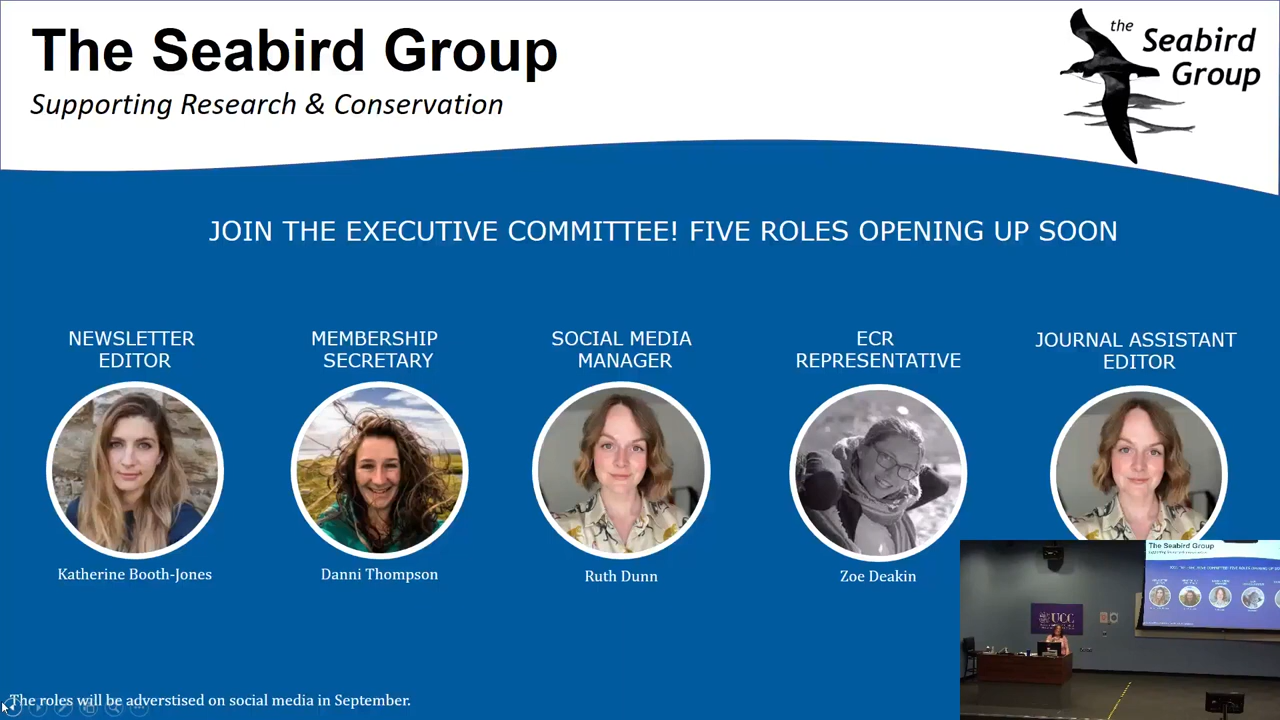 The Seabird Group
Supporting Research & Conservation
the
Seabird
Group
JOIN THE EXECUTIVE COMMITTEE! FIVE ROLES OPENING UP SOON
NEWSLETTER
EDITOR
MEMBERSHIP
SECRETARY
SOCIAL MEDIA
MANAGER
ECR
REPRESENTATIVE
JOURNAL ASSISTANT
EDITOR
Katherine Booth-Jones
Danni Thompson
Ruth Dunn
Zoe Deakin
The roles will be adverstised on social media in September.
The Seabird Group
UCC